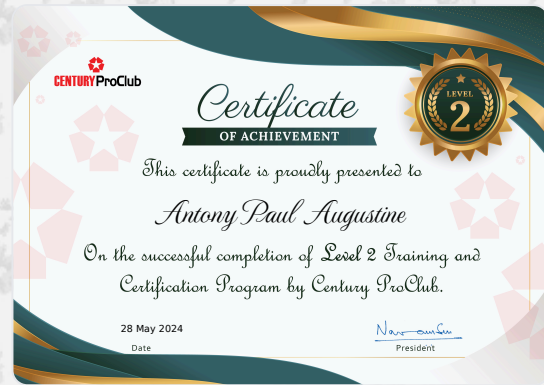 CENTURY ProClub
Certificate
OF ACHIEVEMENT
LEVEL
2
This certificate is proudly presented to
Antony Paul Augustine
On the successful completion of Level 2 Training and
Certification Program by Century ProClub.
28 May 2024
Date
President